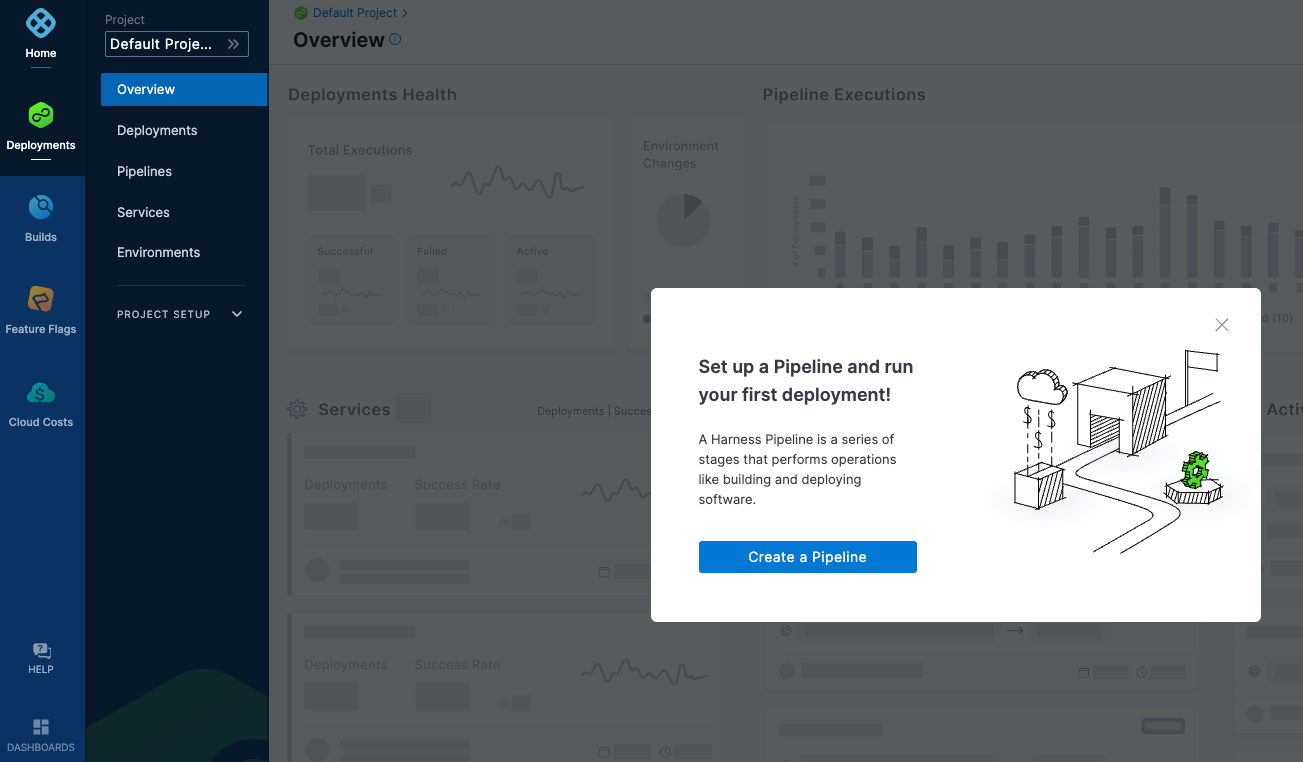 Home
Deployments
Builds
Feature Flags
Cloud Costs
HELP
DASHBOARDS
Project
Default Proje...
Overview
Deployments
Pipelines
Services
Environments
PROJECT SETUP
Default Project
Overview
Deployments Health
Pipeline Executions
Total Executions
Environment
Changes
Successful
Failed
Active
# of Deployments
d (10)
Services
Deployments | Succes
Activ
Deployments
Success Rate
Deployments
Success Rate
Set up a Pipeline and run
your first deployment!
A Harness Pipeline is a series of
stages that performs operations
like building and deploying
software.
Create a Pipeline
$
$
$